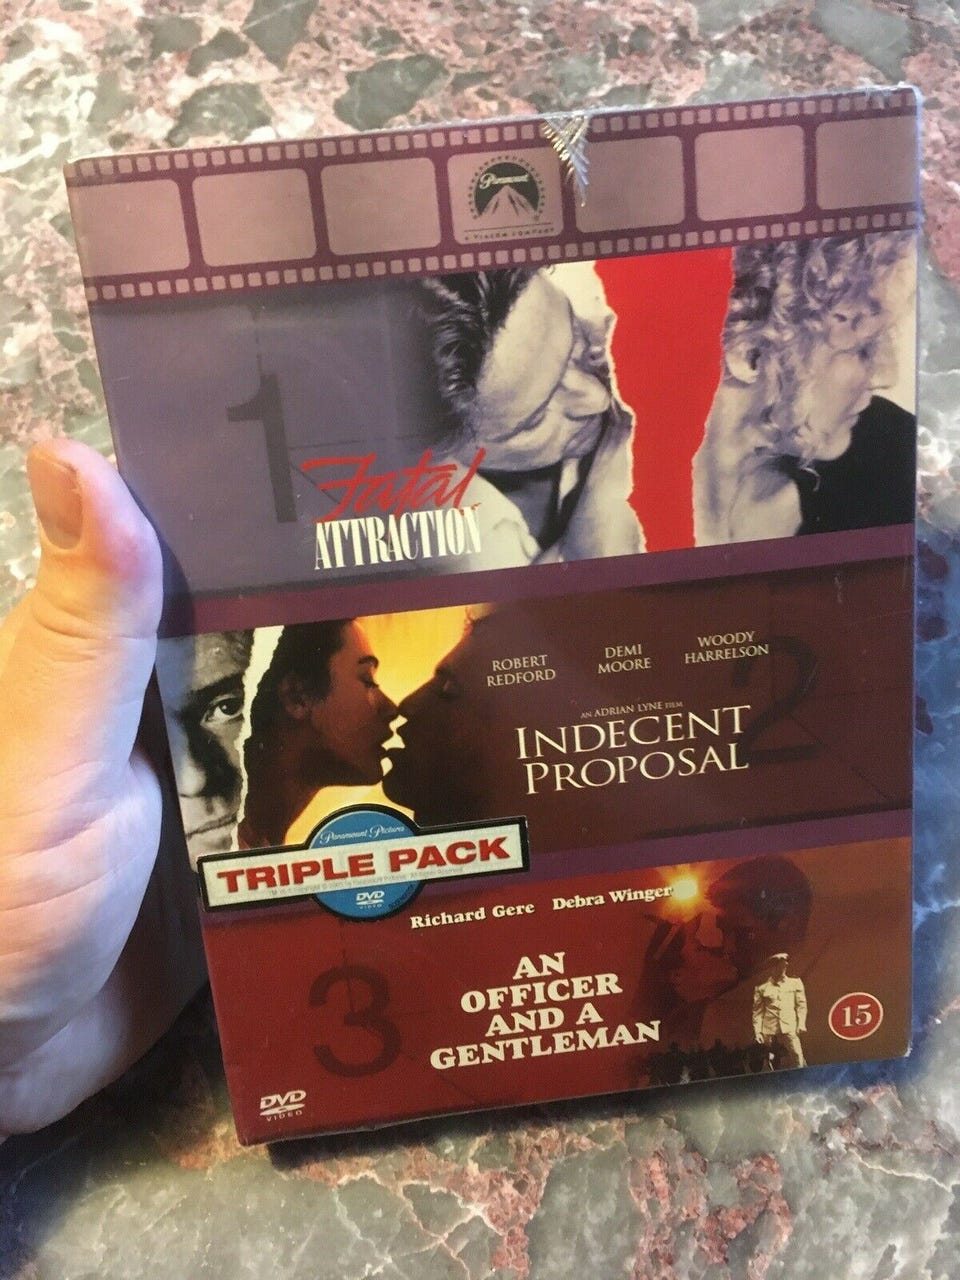 Paramount
A VIACOM COMPANY
1
Fatal
ATTRACTION
ROBERT
REDFORD
DEMI
MOORE
WOODY
HARRELSON
2
AN ADRIAN LYNE FILM
INDECENT
PROPOSAL
Paramount Pictures
TRIPLE PACK
DVD
VIDEO
Richard Gere Debra Winger
3
AN
OFFICER
AND A
GENTLEMAN
15
DVD
VIDEO